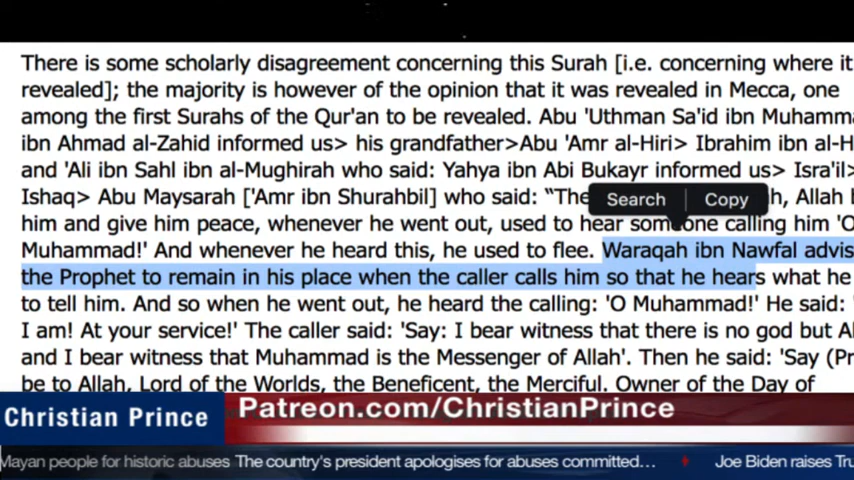 There is some scholarly disagreement concerning this Surah [i.e. concerning where it
revealed]; the majority is however of the opinion that it was revealed in Mecca, one
among the first Surahs of the Qur'an to be revealed. Abu 'Uthman Sa'id ibn Muhamma
ibn Ahmad al-Zahid informed us> his grandfather>Abu 'Amr al-Hiri> Ibrahim ibn al-H
and 'Ali ibn Sahl ibn al-Mughirah who said: Yahya ibn Abi Bukayr informed us> Isra'il>
Ishaq> Abu Maysarah ['Amr ibn Shurahbil] who said: “The
Search Copy
h, Allah b
him and give him peace, whenever he went out, used to hear someone calling him 'O
Muhammad!' And whenever he heard this, he used to flee. Waraqah ibn Nawfal advis
the Prophet to remain in his place when the caller calls him so that he hears what he
to tell him. And so when he went out, he heard the calling: 'O Muhammad!' He said: '
I am! At your service!' The caller said: 'Say: I bear witness that there is no god but Al
and I bear witness that Muhammad is the Messenger of Allah'. Then he said: 'Say (Pr
be to Allah, Lord of the Worlds, the Beneficent, the Merciful. Owner of the Day of
Christian Prince
Patreon.com/ChristianPrince
Mayan people for historic abuses The country's president apologises for abuses committed... Joe Biden raises Tru